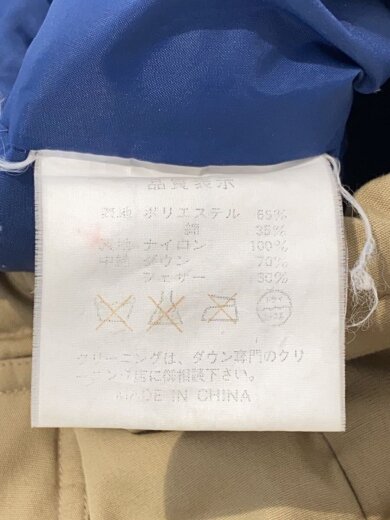 品質表示
表地 ポリエステル 65%
綿 35%
裏地 ナイロン 100%
中綿 ダウン 70%
フェザー 30%
クリーニングは、ダウン専門のクリ
ーニング店に御相談下さい。
MADE IN CHINA